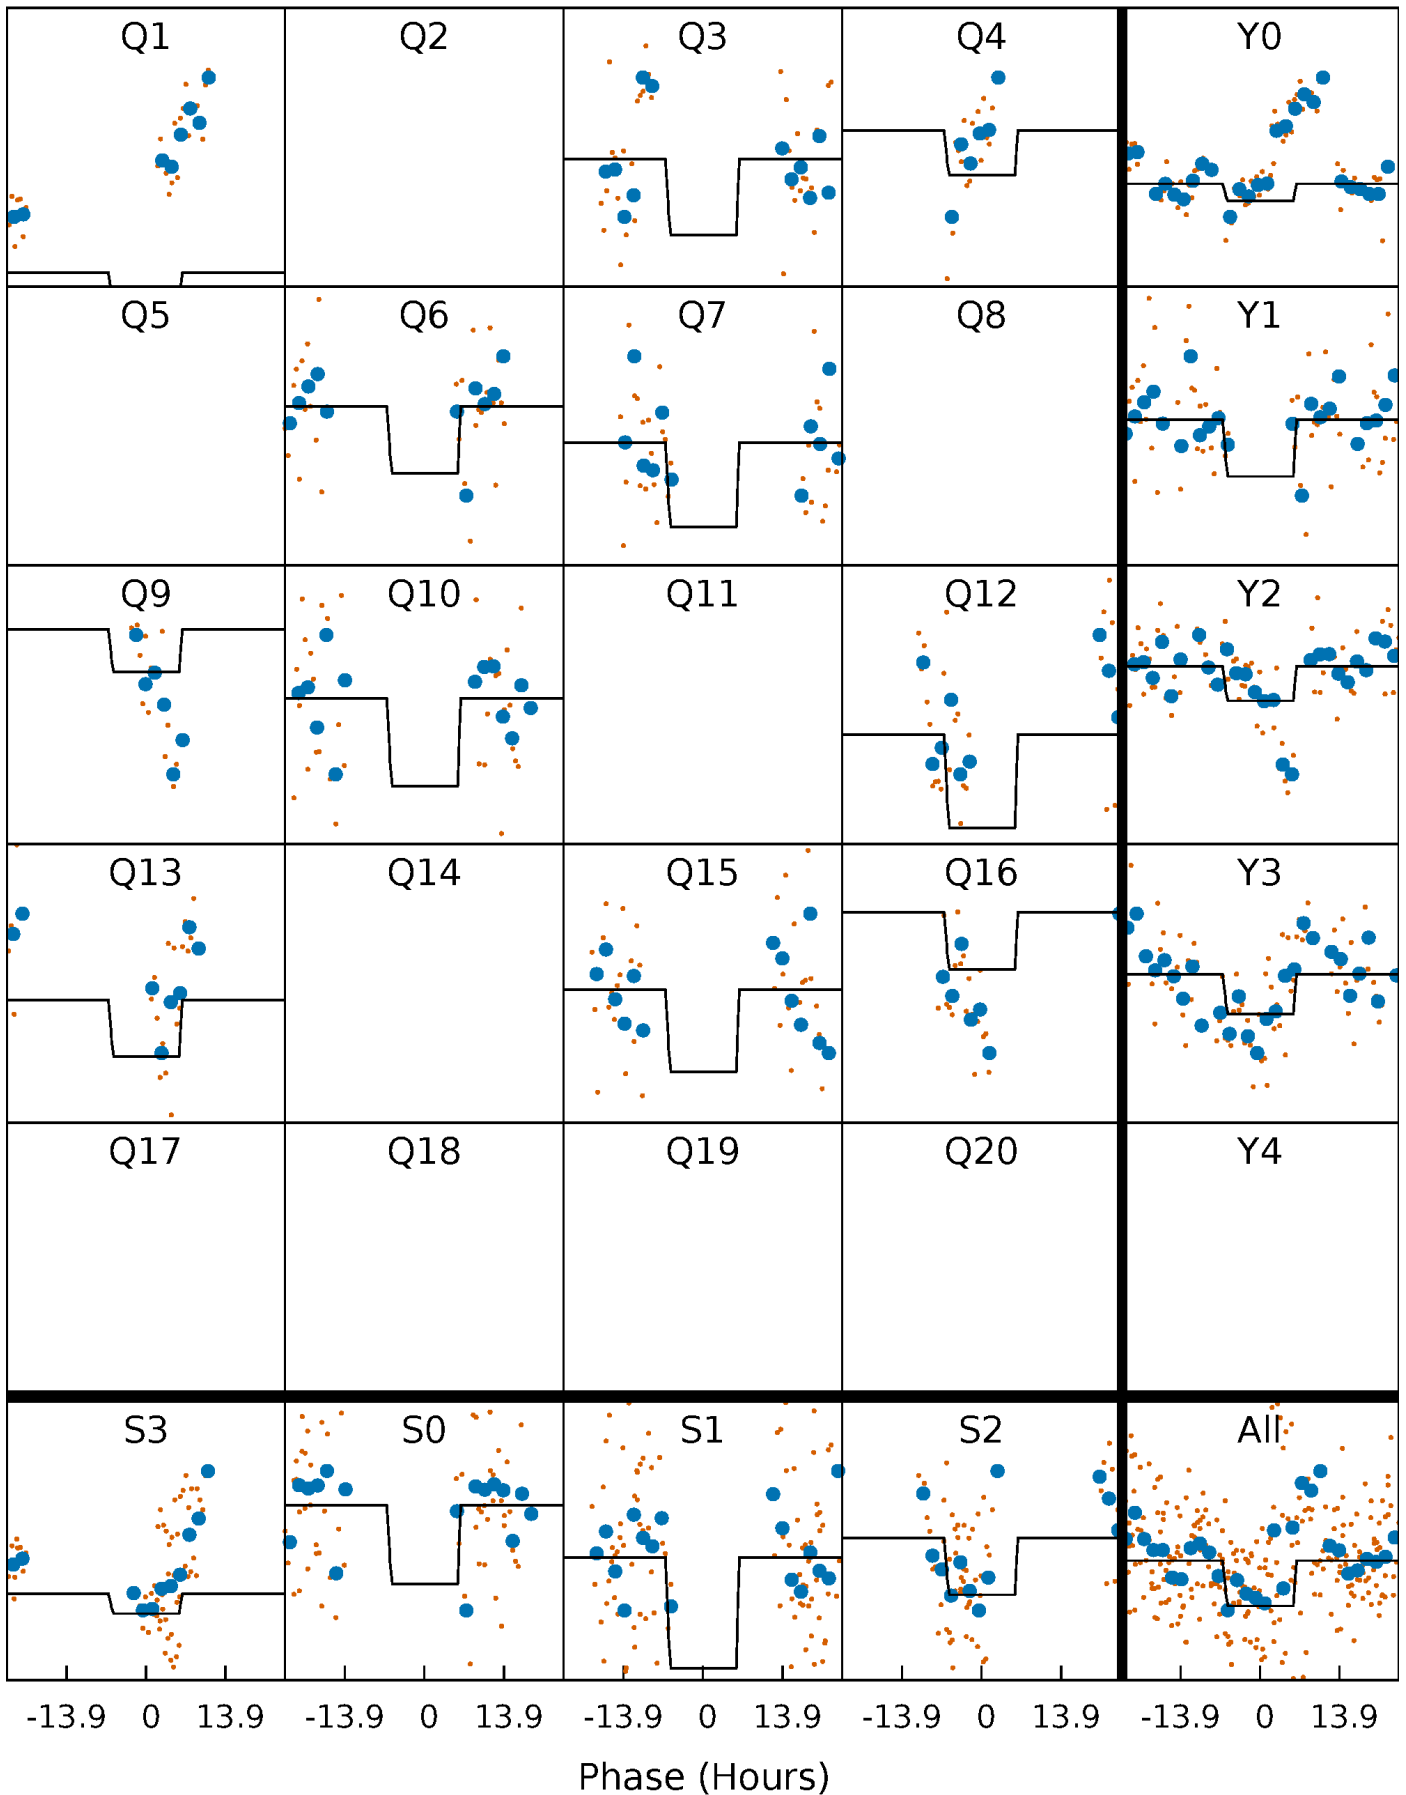 Q1 Q2 Q3 Q4 Y0
Q5 Q6 Q7 Q8 Y1
Q9 Q10 Q11 Q12 Y2
Q13 Q14 Q15 Q16 Y3
Q17 Q18 Q19 Q20 Y4
S3 S0 S1 S2 All
-13.9 0 13.9 -13.9 0 13.9 -13.9 0 13.9 -13.9 0 13.9 -13.9 0 13.9
Phase (Hours)